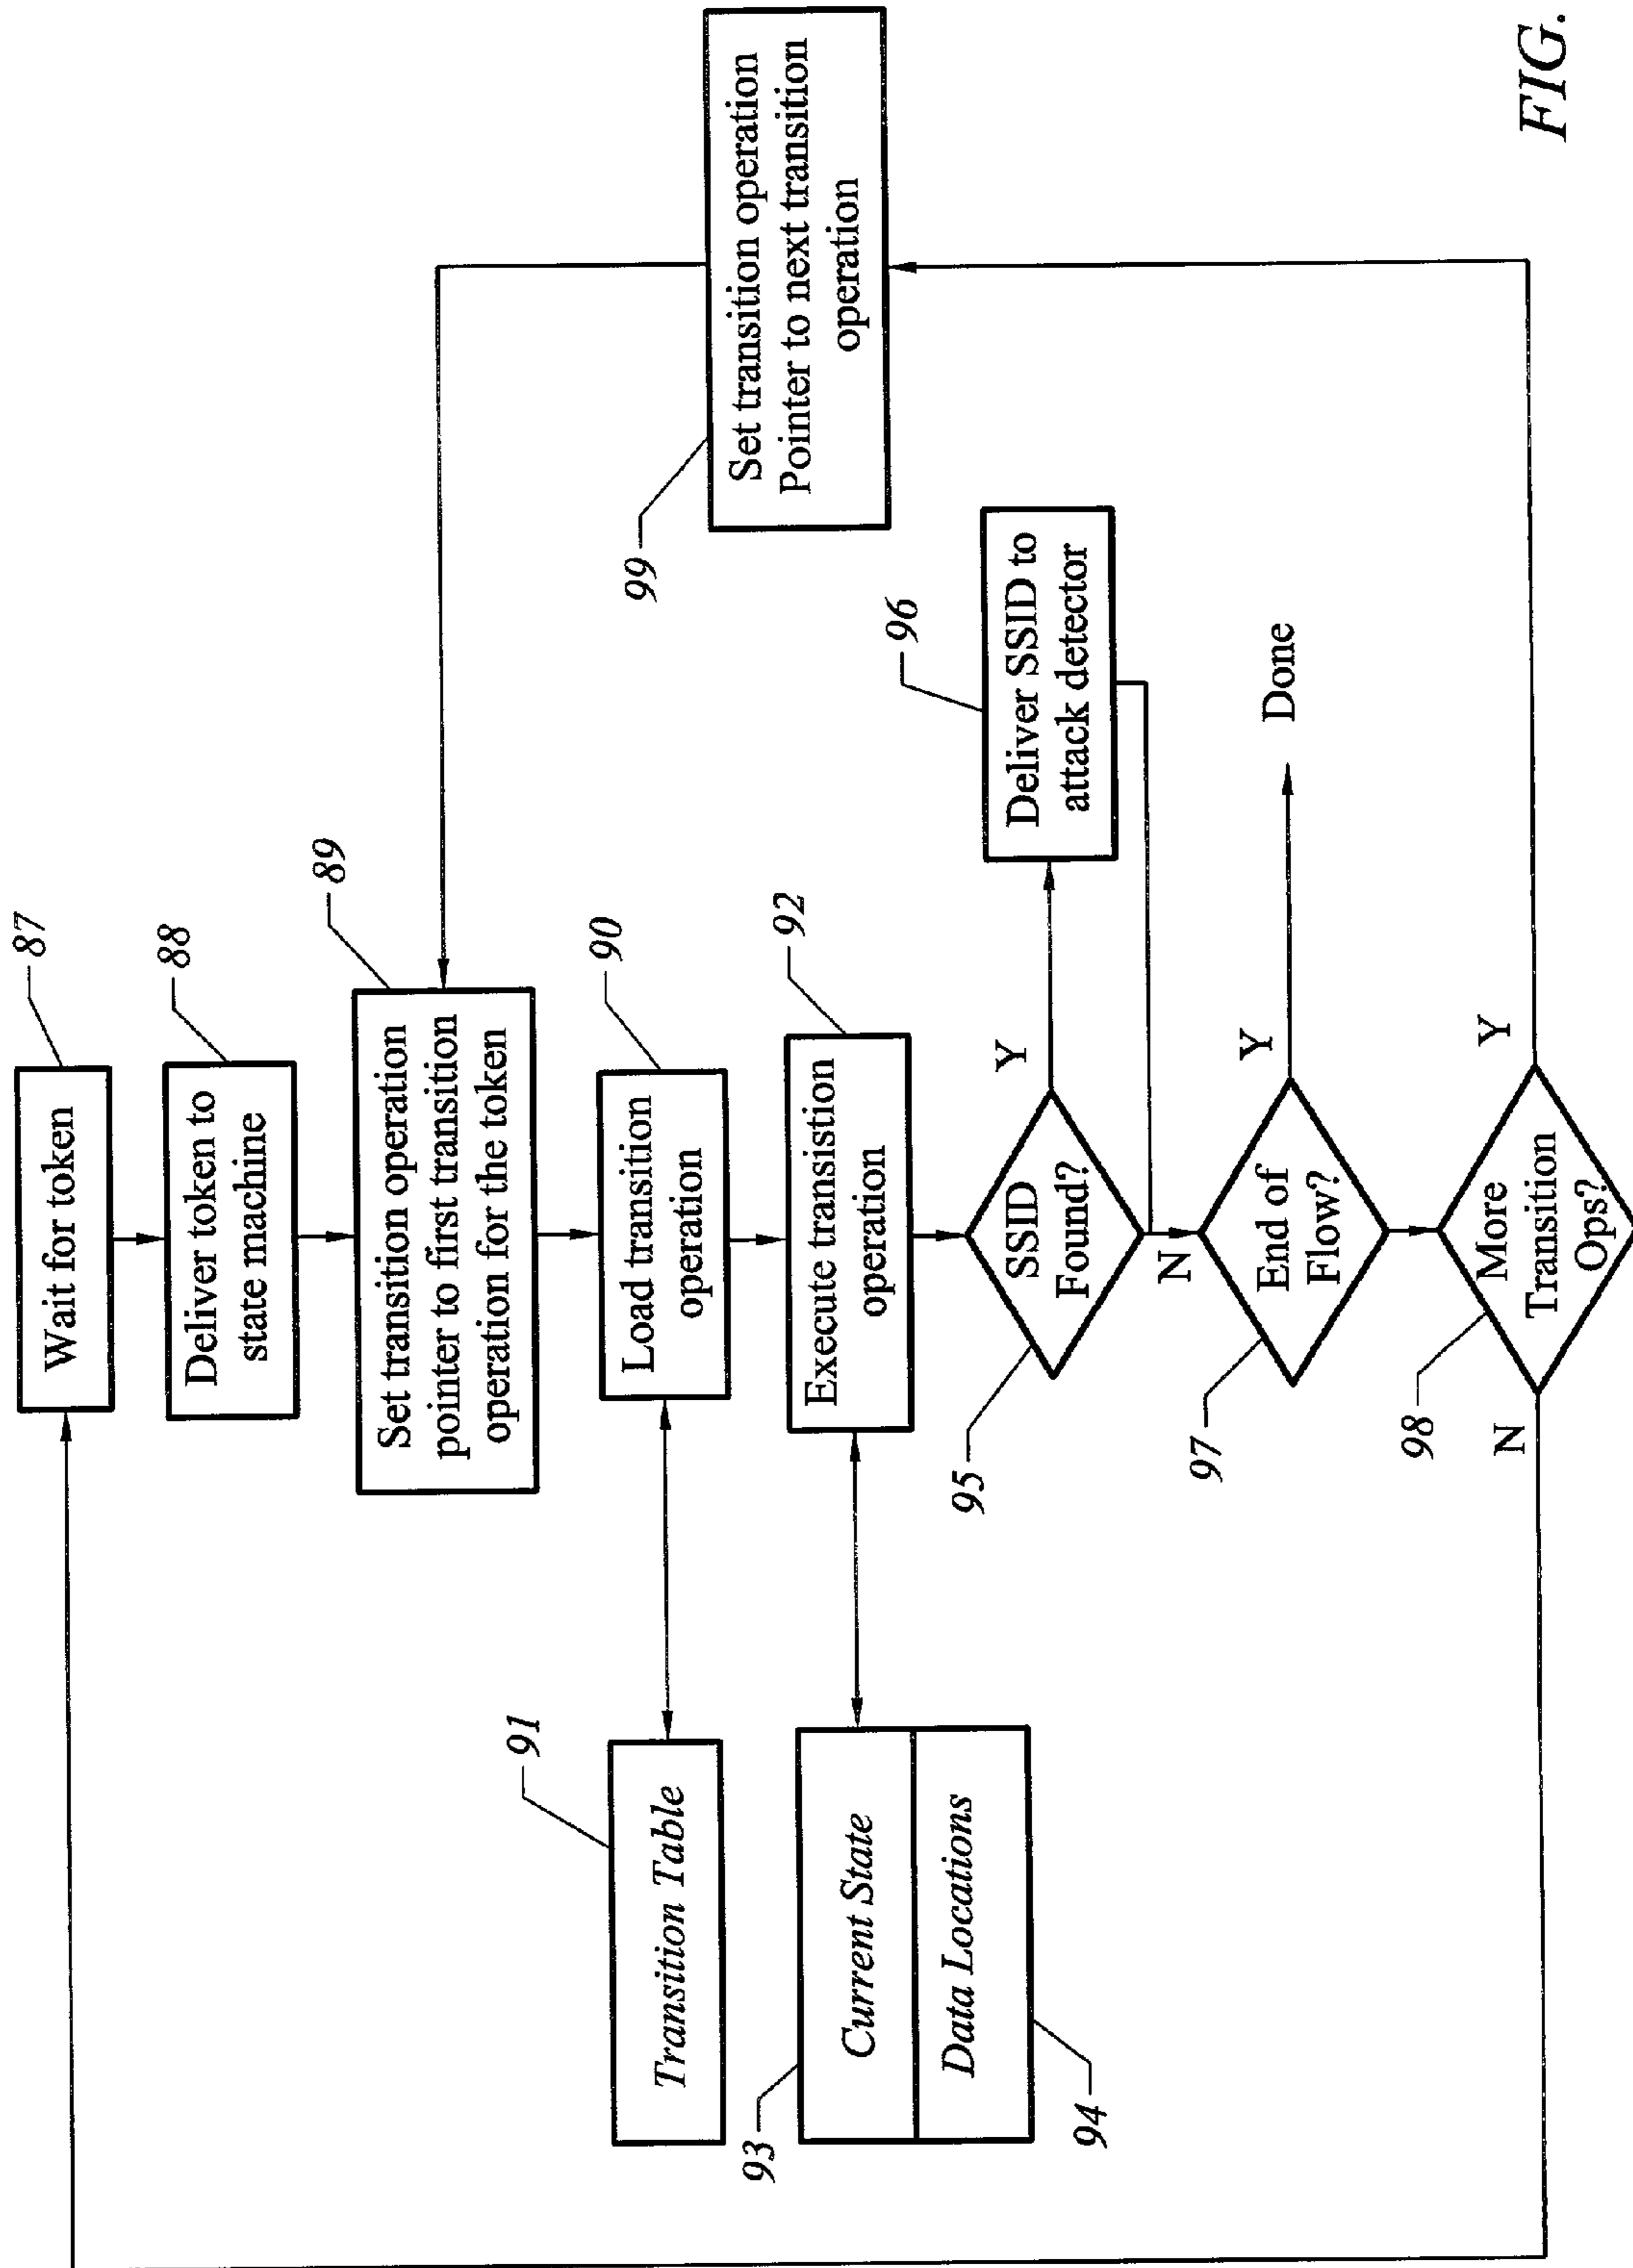 87
Wait for token
88
Deliver token to
state machine
89
Set transition operation
pointer to first transition
operation for the token
90
Load transition
operation
91
Transition Table
92
Execute transistion
operation
93
Current State
Data Locations
94
95
SSID
Found?
Y
N
96
Deliver SSID to
attack detector
97
End of
Flow?
Y
Done
98
More
Transition
Ops?
N
Y
99
Set transition operation
Pointer to next transition
operation
FIG.